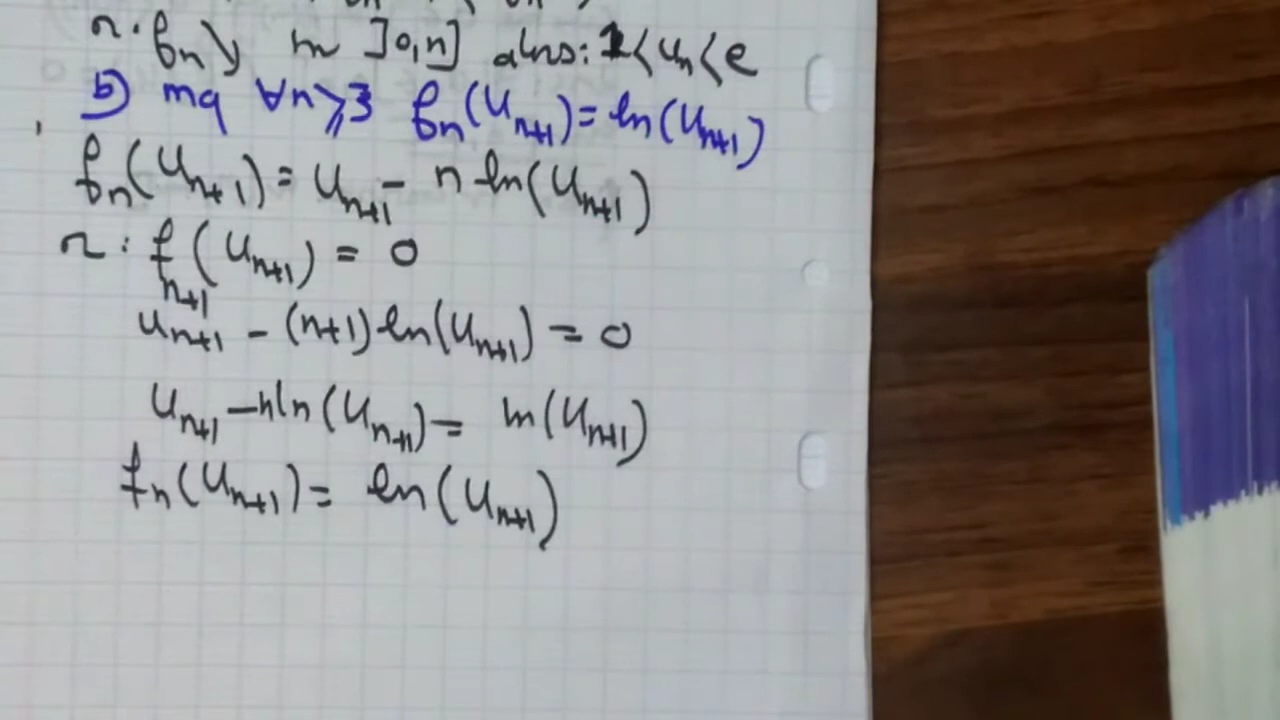 n: fn ↘ in ]0,n] alors: 1 < un < e
b) mq ∀n ⩾ 3 fn(Un+1) = ln(Un+1)
fn(Un+1) = Un+1 - n ln(Un+1)
n: fn+1(Un+1) = 0
un+1 - (n+1) ln(Un+1) = 0
Un+1 - n ln(Un+1) = ln(Un+1)
fn(Un+1) = ln(Un+1)